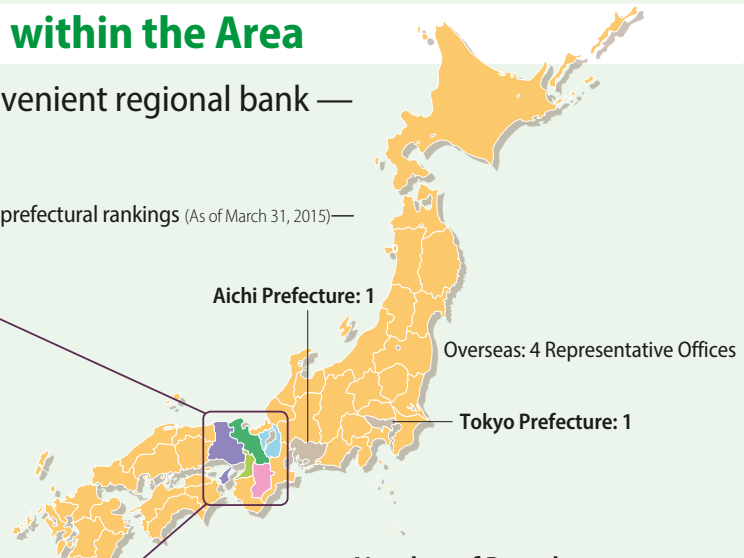 within the Area
venient regional bank —
prefectural rankings (As of March 31, 2015)—
Aichi Prefecture: 1
Overseas: 4 Representative Offices
Tokyo Prefecture: 1